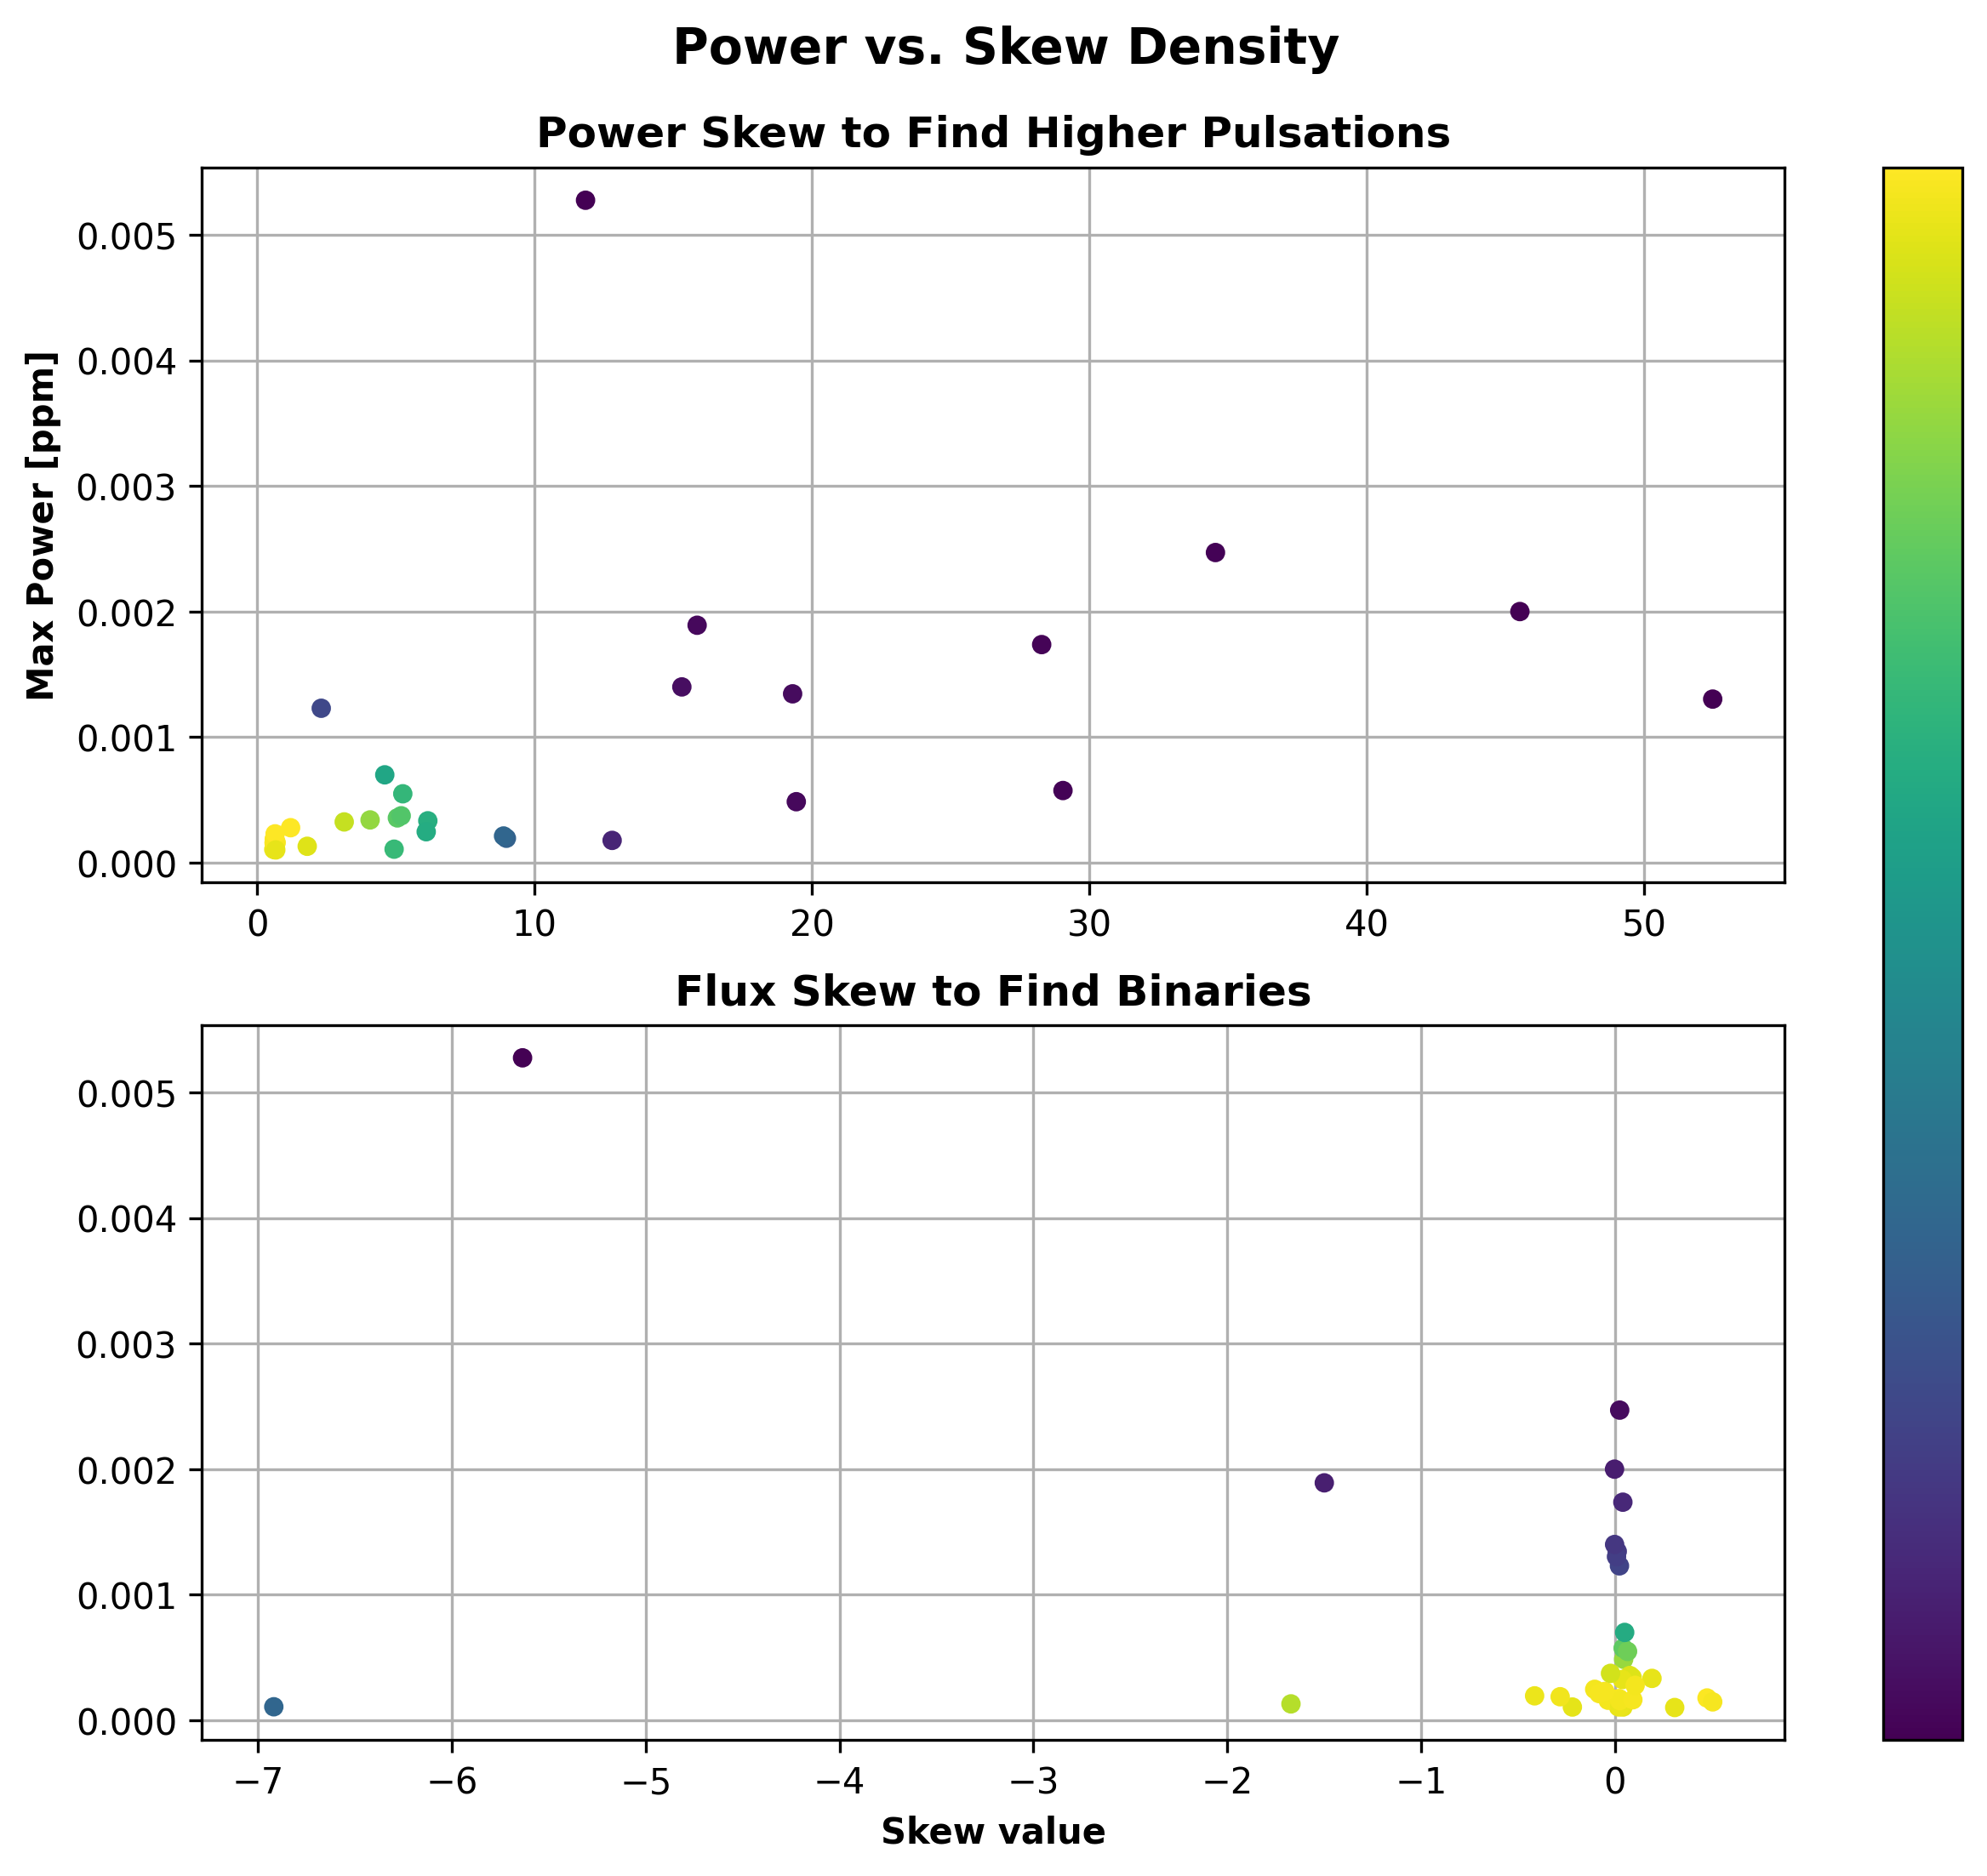 Power vs. Skew Density
Power Skew to Find Higher Pulsations
Max Power [ppm]
0.005
0.004
0.003
0.002
0.001
0.000
0 10 20 30 40 50
Flux Skew to Find Binaries
0.005
0.004
0.003
0.002
0.001
0.000
−7 −6 −5 −4 −3 −2 −1 0
Skew value